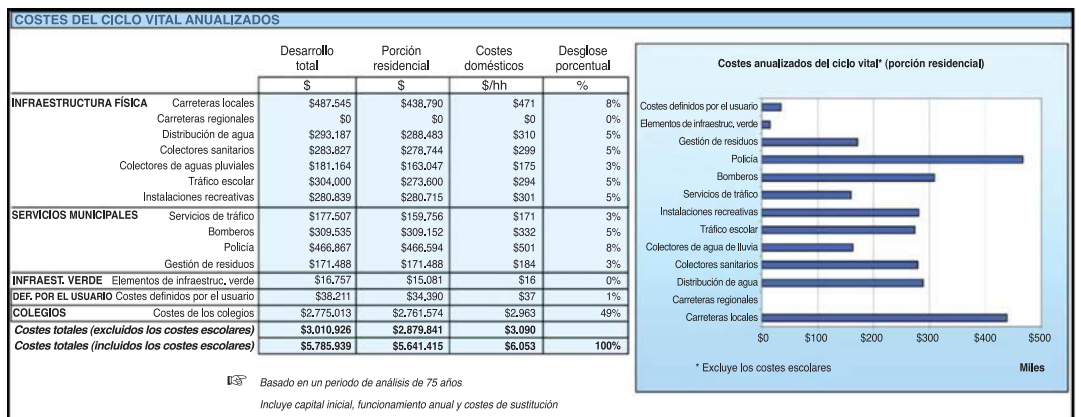 COSTES DEL CICLO VITAL ANUALIZADOS
Desarrollo total Porción residencial Costes domésticos Desglose porcentual
$ $ $/hh %
INFRAESTRUCTURA FÍSICA Carreteras locales $487.545 $438.790 $471 8%
Carreteras regionales $0 $0 $0 0%
Distribución de agua $293.187 $288.483 $310 5%
Colectores sanitarios $283.827 $278.744 $299 5%
Colectores de aguas pluviales $181.164 $163.047 $175 3%
Tráfico escolar $304.000 $273.600 $294 5%
Instalaciones recreativas $280.839 $280.715 $301 5%
SERVICIOS MUNICIPALES Servicios de tráfico $177.507 $159.756 $171 3%
Bomberos $309.535 $309.152 $332 5%
Policía $466.867 $466.594 $501 8%
Gestión de residuos $171.488 $171.488 $184 3%
INFRAEST. VERDE Elementos de infraestruc. verde $16.757 $15.081 $16 0%
DEF. POR EL USUARIO Costes definidos por el usuario $38.211 $34.390 $37 1%
COLEGIOS Costes de los colegios $2.775.013 $2.761.574 $2.963 49%
Costes totales (excluidos los costes escolares) $3.010.926 $2.879.841 $3.090
Costes totales (incluidos los costes escolares) $5.785.939 $5.641.415 $6.053 100%
☞ Basado en un periodo de análisis de 75 años
Incluye capital inicial, funcionamiento anual y costes de sustitución
Costes anualizados del ciclo vital* (porción residencial)
Costes definidos por el usuario
Elementos de infraestruc. verde
Gestión de residuos
Policía
Bomberos
Servicios de tráfico
Instalaciones recreativas
Tráfico escolar
Colectores de agua de lluvia
Colectores sanitarios
Distribución de agua
Carreteras regionales
Carreteras locales
$0 $100 $200 $300 $400 $500
* Excluye los costes escolares Miles